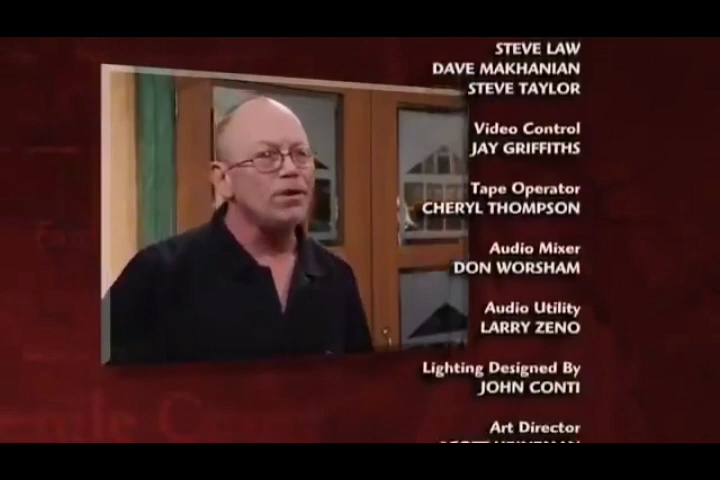 STEVE LAW
DAVE MAKHANIAN
STEVE TAYLOR
Video Control
JAY GRIFFITHS
Tape Operator
CHERYL THOMPSON
Audio Mixer
DON WORSHAM
Audio Utility
LARRY ZENO
Lighting Designed By
JOHN CONTI
Art Director